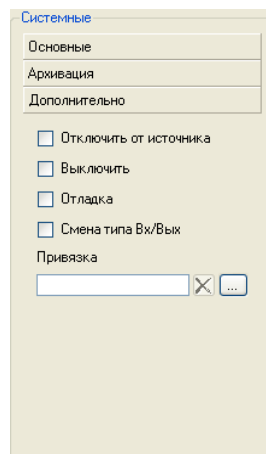 Системные
Основные
Архивация
Дополнительно
Отключить от источника
Выключить
Отладка
Смена типа Вх/Вых
Привязка
...